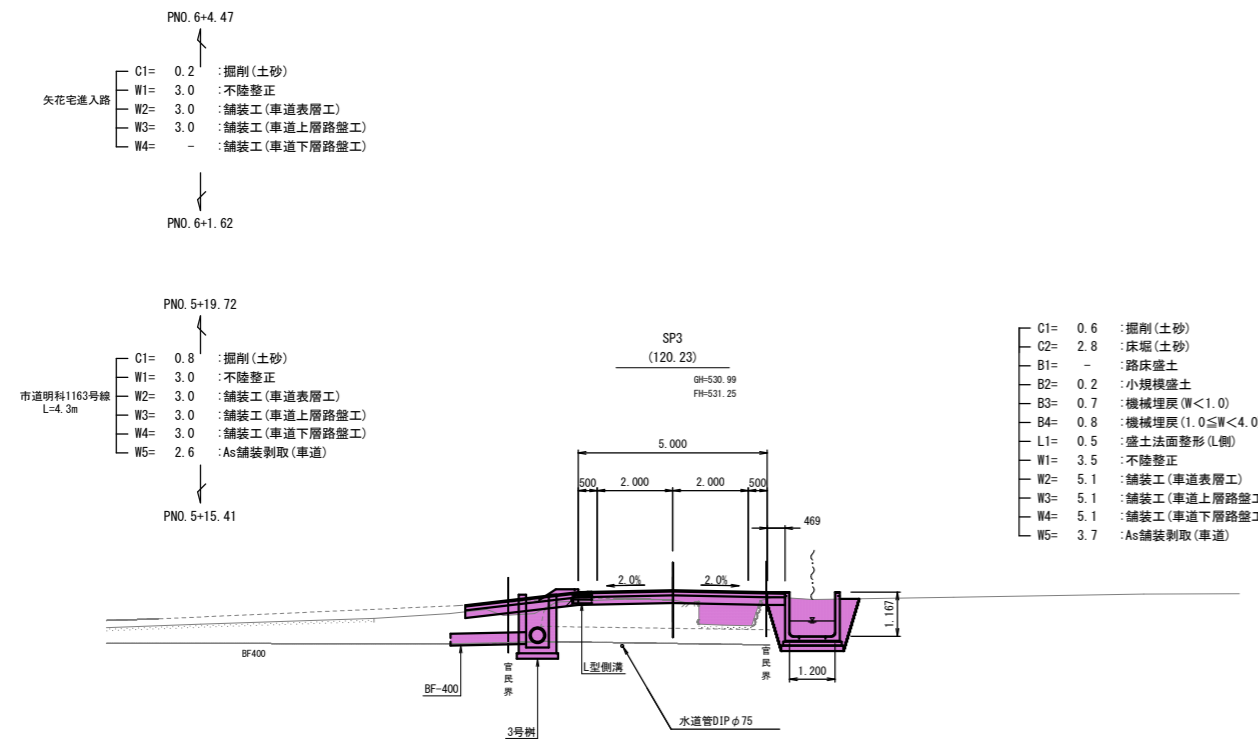 PNO. 6+4.47
矢花宅進入路
C1= 0.2 :掘削(土砂)
W1= 3.0 :不陸整正
W2= 3.0 :舗装工(車道表層工)
W3= 3.0 :舗装工(車道上層路盤工)
W4= - :舗装工(車道下層路盤工)
PNO. 6+1.62
PNO. 5+19.72
市道明科1163号線
L=4.3m
C1= 0.8 :掘削(土砂)
W1= 3.0 :不陸整正
W2= 3.0 :舗装工(車道表層工)
W3= 3.0 :舗装工(車道上層路盤工)
W4= 3.0 :舗装工(車道下層路盤工)
W5= 2.6 :As舗装剥取(車道)
PNO. 5+15.41
SP3
(120.23)
GH=530.99
FH=531.25
5.000
500
2.000
2.000
500
469
2.0%
2.0%
1.167
1.200
BF400
BF-400
官民界
3号桝
L型側溝
水道管DIPφ75
官民界
C1= 0.6 :掘削(土砂)
C2= 2.8 :床堀(土砂)
B1= - :路床盛土
B2= 0.2 :小規模盛土
B3= 0.7 :機械埋戻(W<1.0)
B4= 0.8 :機械埋戻(1.0≦W<4.0
L1= 0.5 :盛土法面整形(L側)
W1= 3.5 :不陸整正
W2= 5.1 :舗装工(車道表層工)
W3= 5.1 :舗装工(車道上層路盤工
W4= 5.1 :舗装工(車道下層路盤工
W5= 3.7 :As舗装剥取(車道)